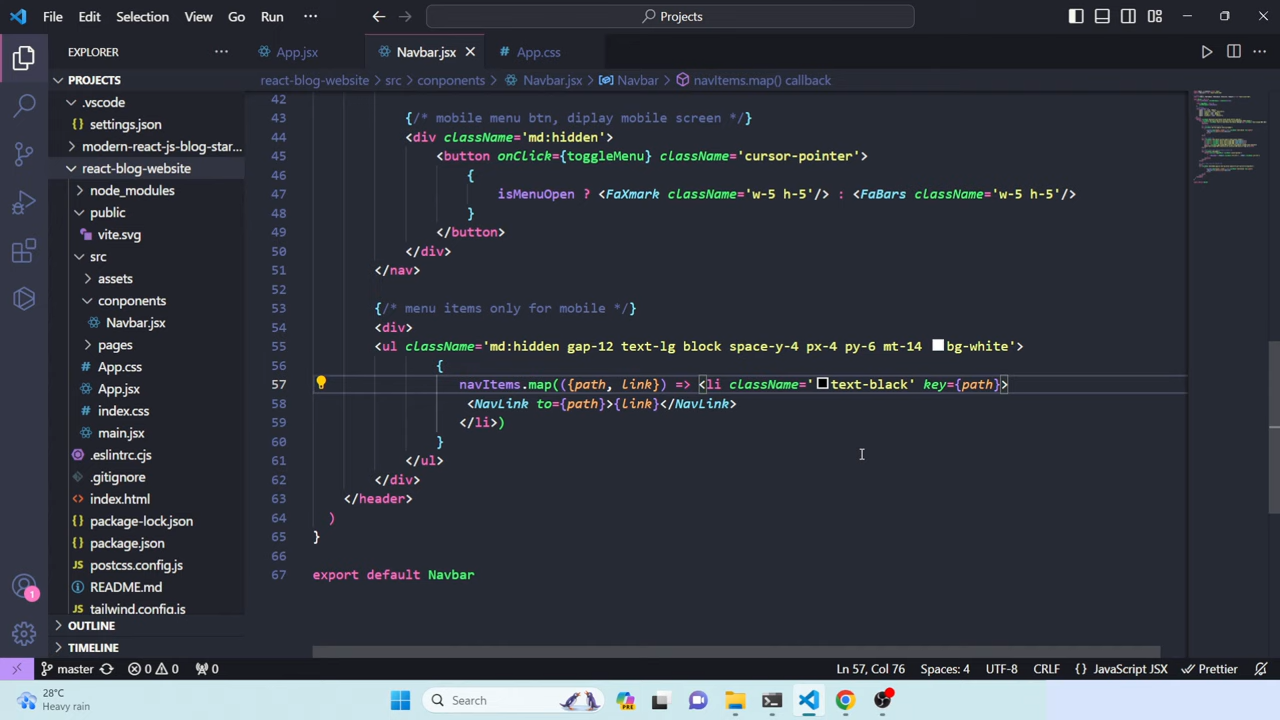 File Edit Selection View Go Run ···
Projects
EXPLORER ···
App.jsx
Navbar.jsx
App.css
PROJECTS
react-blog-website > src > conponents > Navbar.jsx > Navbar > navItems.map() callback
.vscode
settings.json
modern-react-js-blog-star...
react-blog-website
node_modules
public
vite.svg
src
assets
conponents
Navbar.jsx
pages
App.css
App.jsx
index.css
main.jsx
.eslintrc.cjs
.gitignore
index.html
package-lock.json
package.json
postcss.config.js
README.md
tailwind.config.js
OUTLINE
TIMELINE
42
43 {/* mobile menu btn, diplay mobile screen */}
44 <div className='md:hidden'>
45 <button onClick={toggleMenu} className='cursor-pointer'>
46 {
47 isMenuOpen ? <FaXmark className='w-5 h-5'/> : <FaBars className='w-5 h-5'/>
48 }
49 </button>
50 </div>
51 </nav>
52
53 {/* menu items only for mobile */}
54 <div>
55 <ul className='md:hidden gap-12 text-lg block space-y-4 px-4 py-6 mt-14 bg-white'>
56 {
57 navItems.map(({path, link}) => <li className='text-black' key={path}>
58 <NavLink to={path}>{link}</NavLink>
59 </li>)
60 }
61 </ul>
62 </div>
63 </header>
64 )
65 }
66
67 export default Navbar
master 0 0 0
Ln 57, Col 76 Spaces: 4 UTF-8 CRLF {} JavaScript JSX Prettier
1
28°C
Heavy rain
Search
PRE